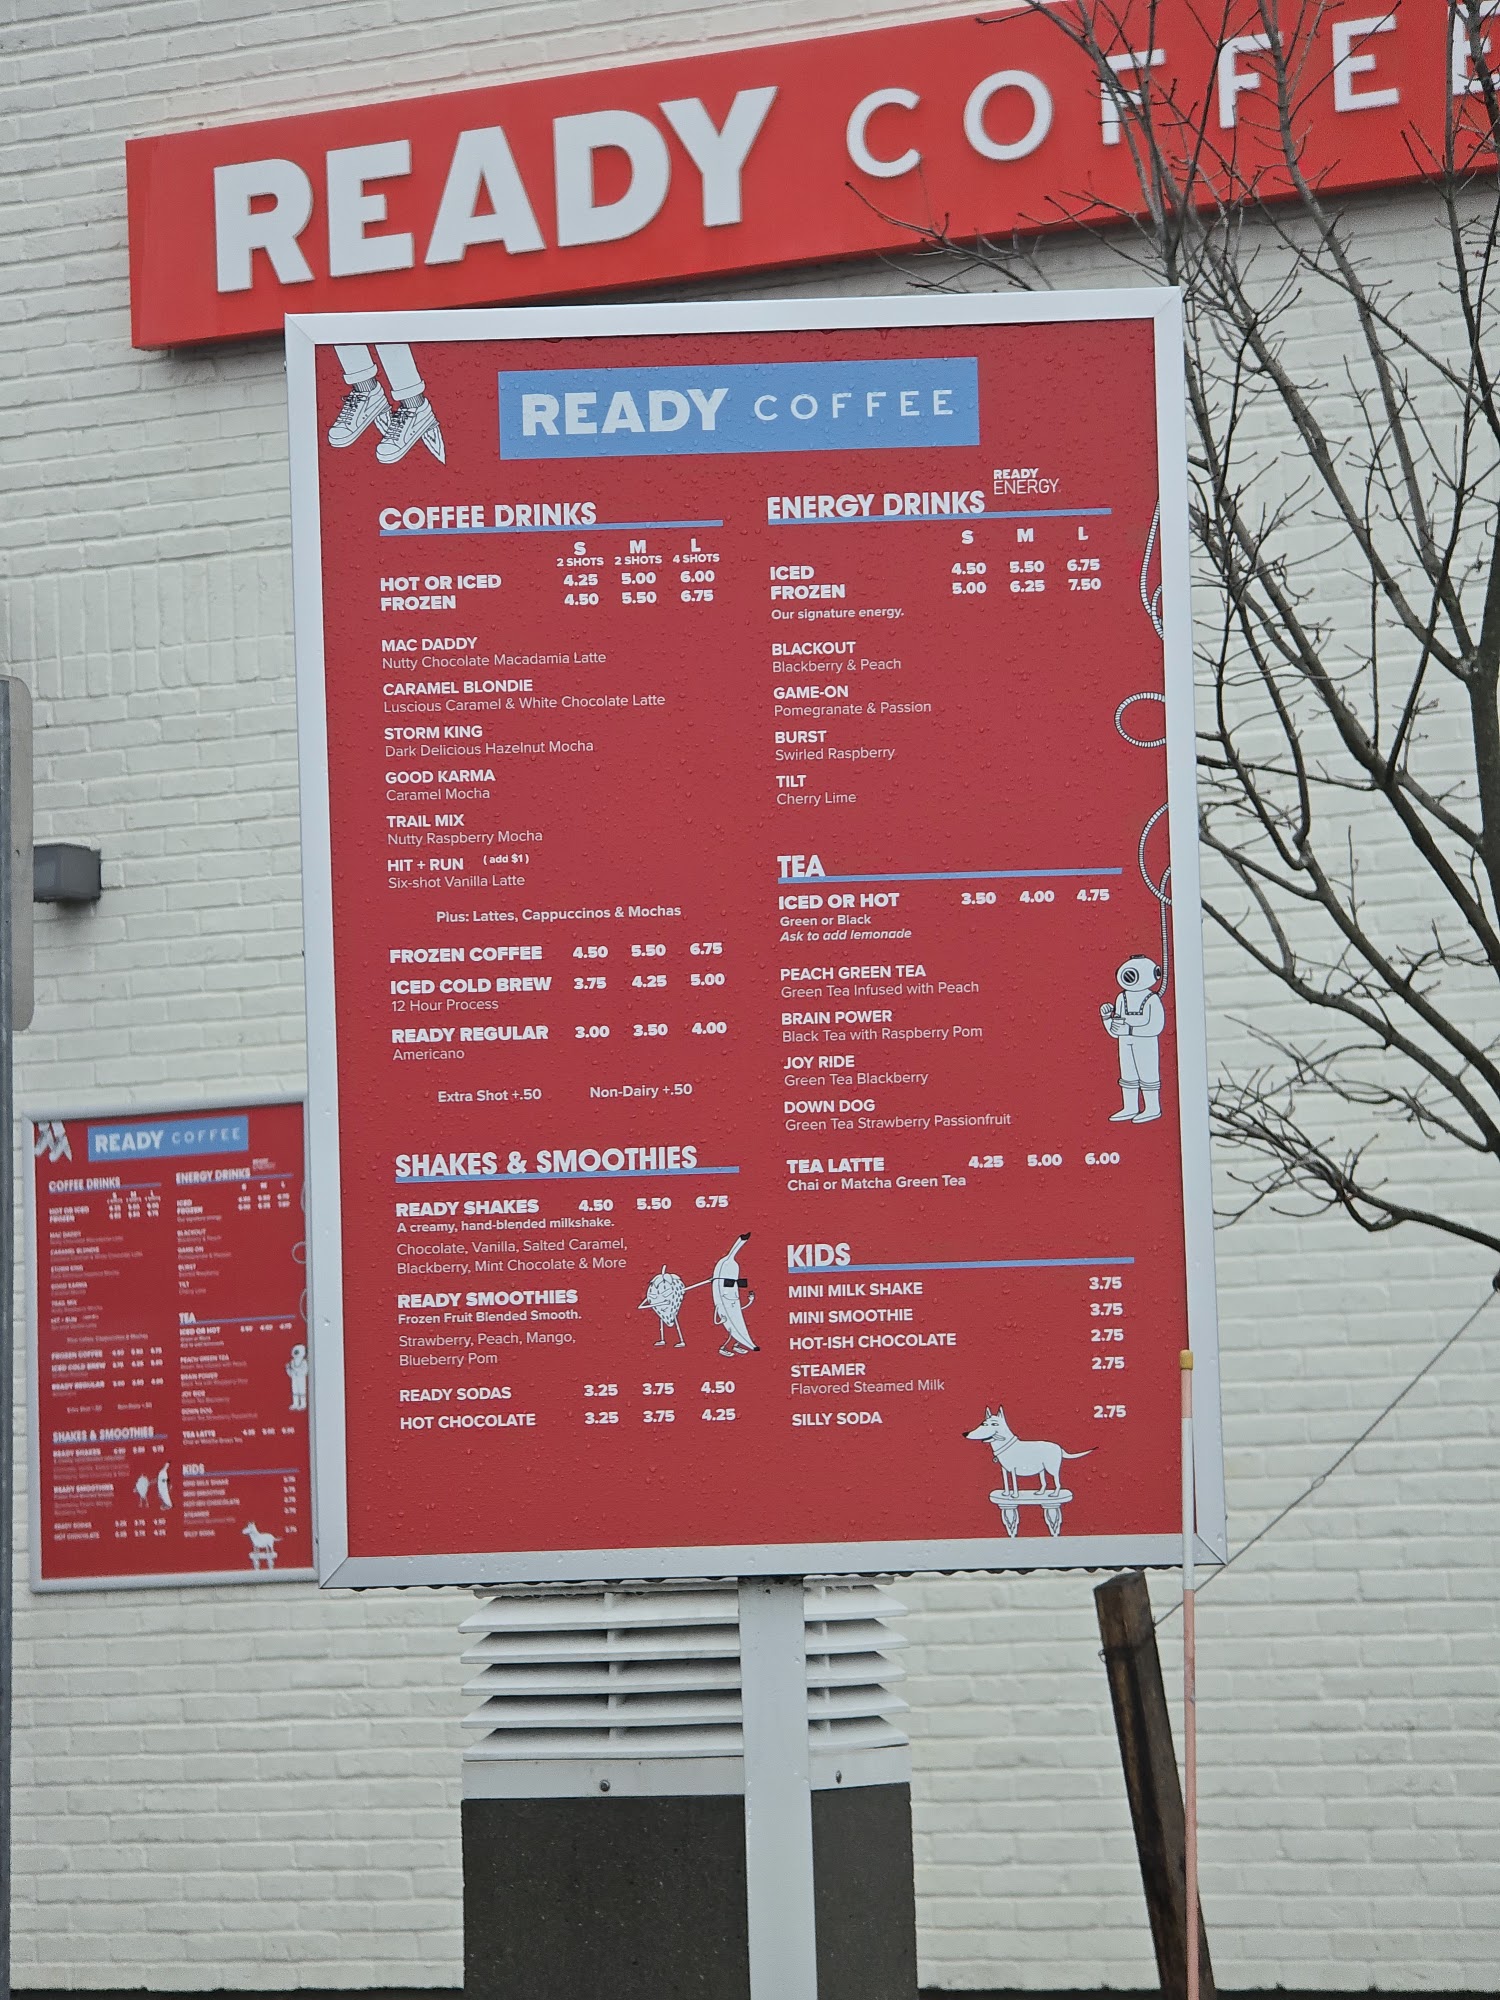 READY COFFEE
READY COFFEE
COFFEE DRINKS
S M L
2 SHOTS 2 SHOTS 4 SHOTS
HOT OR ICED 4.25 5.00 6.00
FROZEN 4.50 5.50 6.75
MAC DADDY
Nutty Chocolate Macadamia Latte
CARAMEL BLONDIE
Luscious Caramel & White Chocolate Latte
STORM KING
Dark Delicious Hazelnut Mocha
GOOD KARMA
Caramel Mocha
TRAIL MIX
Nutty Raspberry Mocha
HIT + RUN (add $1)
Six-shot Vanilla Latte
Plus: Lattes, Cappuccinos & Mochas
FROZEN COFFEE 4.50 5.50 6.75
ICED COLD BREW 3.75 4.25 5.00
12 Hour Process
READY REGULAR 3.00 3.50 4.00
Americano
Extra Shot +.50 Non-Dairy +.50
SHAKES & SMOOTHIES
READY SHAKES 4.50 5.50 6.75
A creamy, hand-blended milkshake.
Chocolate, Vanilla, Salted Caramel,
Blackberry, Mint Chocolate & More
READY SMOOTHIES
Frozen Fruit Blended Smooth.
Strawberry, Peach, Mango,
Blueberry Pom
READY SODAS 3.25 3.75 4.50
HOT CHOCOLATE 3.25 3.75 4.25
READY
ENERGY
ENERGY DRINKS
S M L
ICED 4.50 5.50 6.75
FROZEN 5.00 6.25 7.50
Our signature energy.
BLACKOUT
Blackberry & Peach
GAME-ON
Pomegranate & Passion
BURST
Swirled Raspberry
TILT
Cherry Lime
TEA
ICED OR HOT 3.50 4.00 4.75
Green or Black
Ask to add lemonade
PEACH GREEN TEA
Green Tea Infused with Peach
BRAIN POWER
Black Tea with Raspberry Pom
JOY RIDE
Green Tea Blackberry
DOWN DOG
Green Tea Strawberry Passionfruit
TEA LATTE 4.25 5.00 6.00
Chai or Matcha Green Tea
KIDS
MINI MILK SHAKE 3.75
MINI SMOOTHIE 3.75
HOT-ISH CHOCOLATE 2.75
STEAMER 2.75
Flavored Steamed Milk
SILLY SODA 2.75
READY COFFEE
COFFEE DRINKS
ENERGY DRINKS
TEA
SHAKES & SMOOTHIES
KIDS